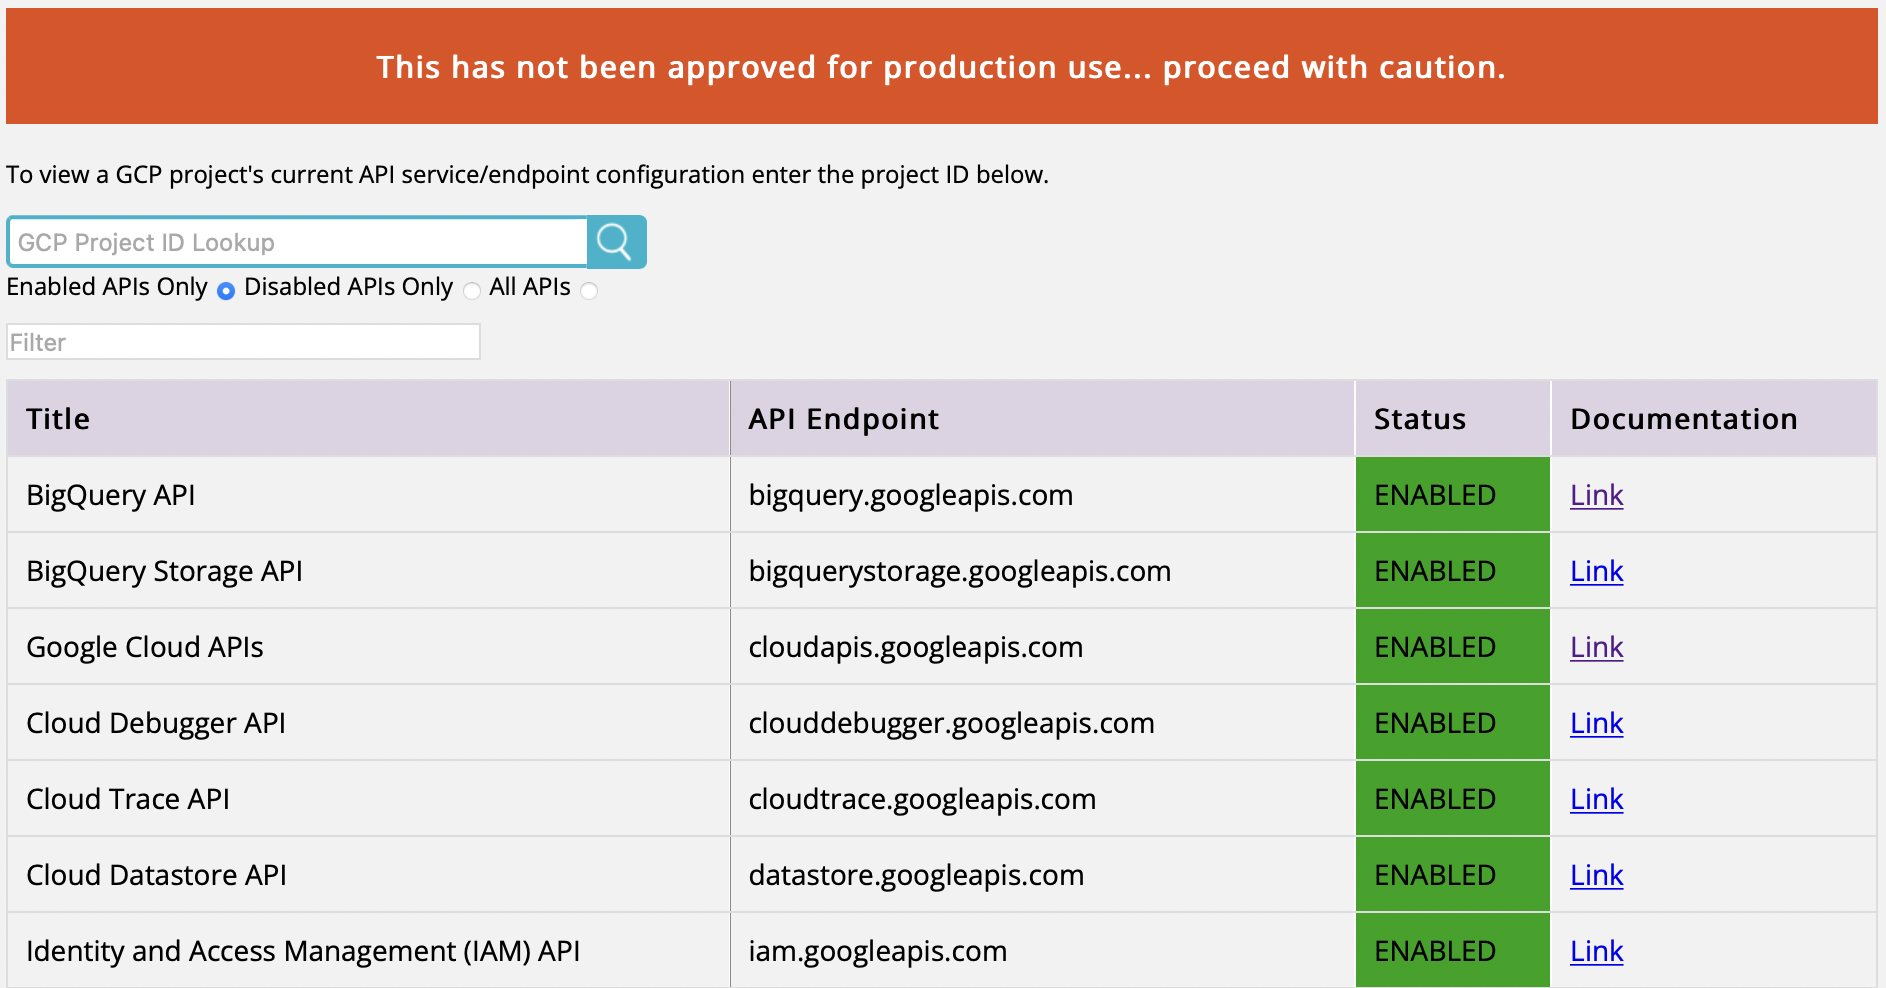 This has not been approved for production use... proceed with caution.
To view a GCP project's current API service/endpoint configuration enter the project ID below.
GCP Project ID Lookup
Enabled APIs Only Disabled APIs Only All APIs
Filter
Title API Endpoint Status Documentation
BigQuery API bigquery.googleapis.com ENABLED Link
BigQuery Storage API bigquerystorage.googleapis.com ENABLED Link
Google Cloud APIs cloudapis.googleapis.com ENABLED Link
Cloud Debugger API clouddebugger.googleapis.com ENABLED Link
Cloud Trace API cloudtrace.googleapis.com ENABLED Link
Cloud Datastore API datastore.googleapis.com ENABLED Link
Identity and Access Management (IAM) API iam.googleapis.com ENABLED Link